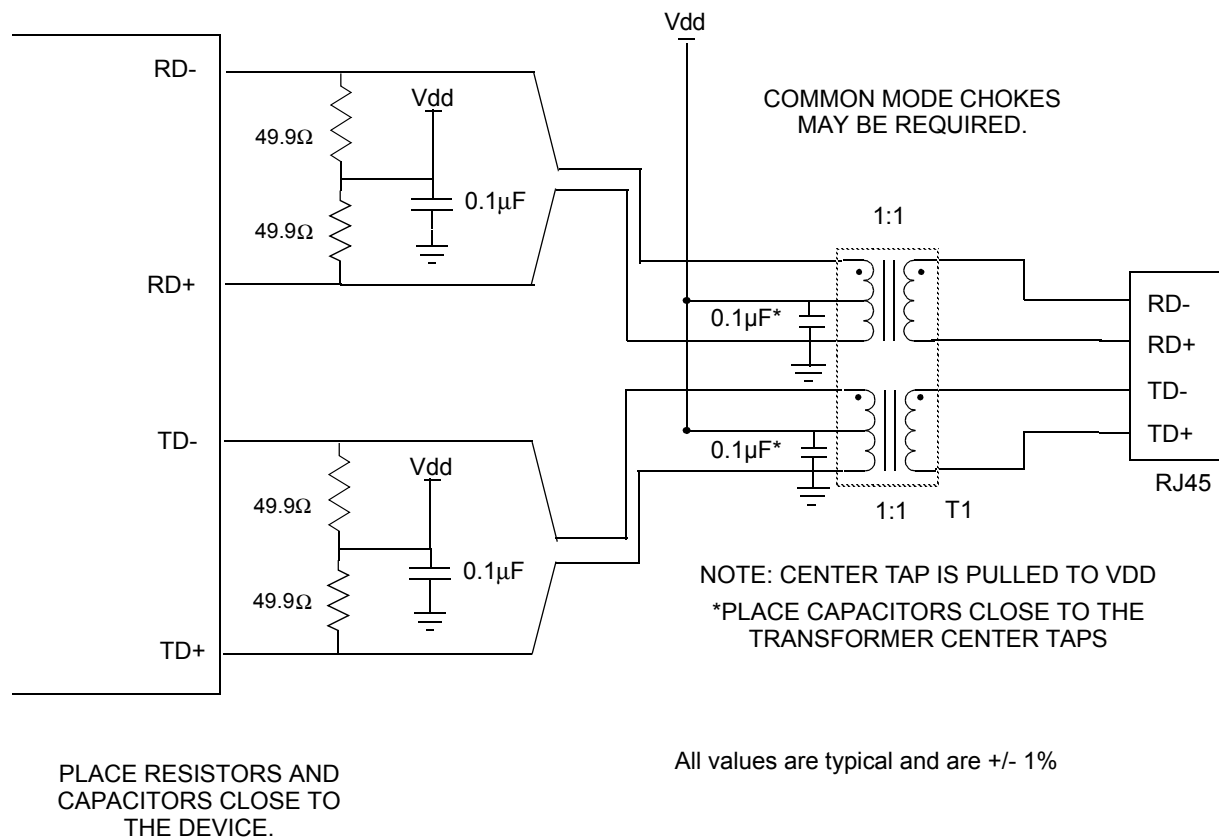 Vdd
RD-
COMMON MODE CHOKES
MAY BE REQUIRED.
Vdd
49.9Ω
0.1µF
49.9Ω
1:1
RD+
RD-
0.1µF*
RD+
TD-
TD-
TD+
0.1µF*
Vdd
RJ45
49.9Ω
1:1
T1
0.1µF
NOTE: CENTER TAP IS PULLED TO VDD
49.9Ω
*PLACE CAPACITORS CLOSE TO THE
TRANSFORMER CENTER TAPS
TD+
All values are typical and are +/- 1%
PLACE RESISTORS AND
CAPACITORS CLOSE TO
THE DEVICE.